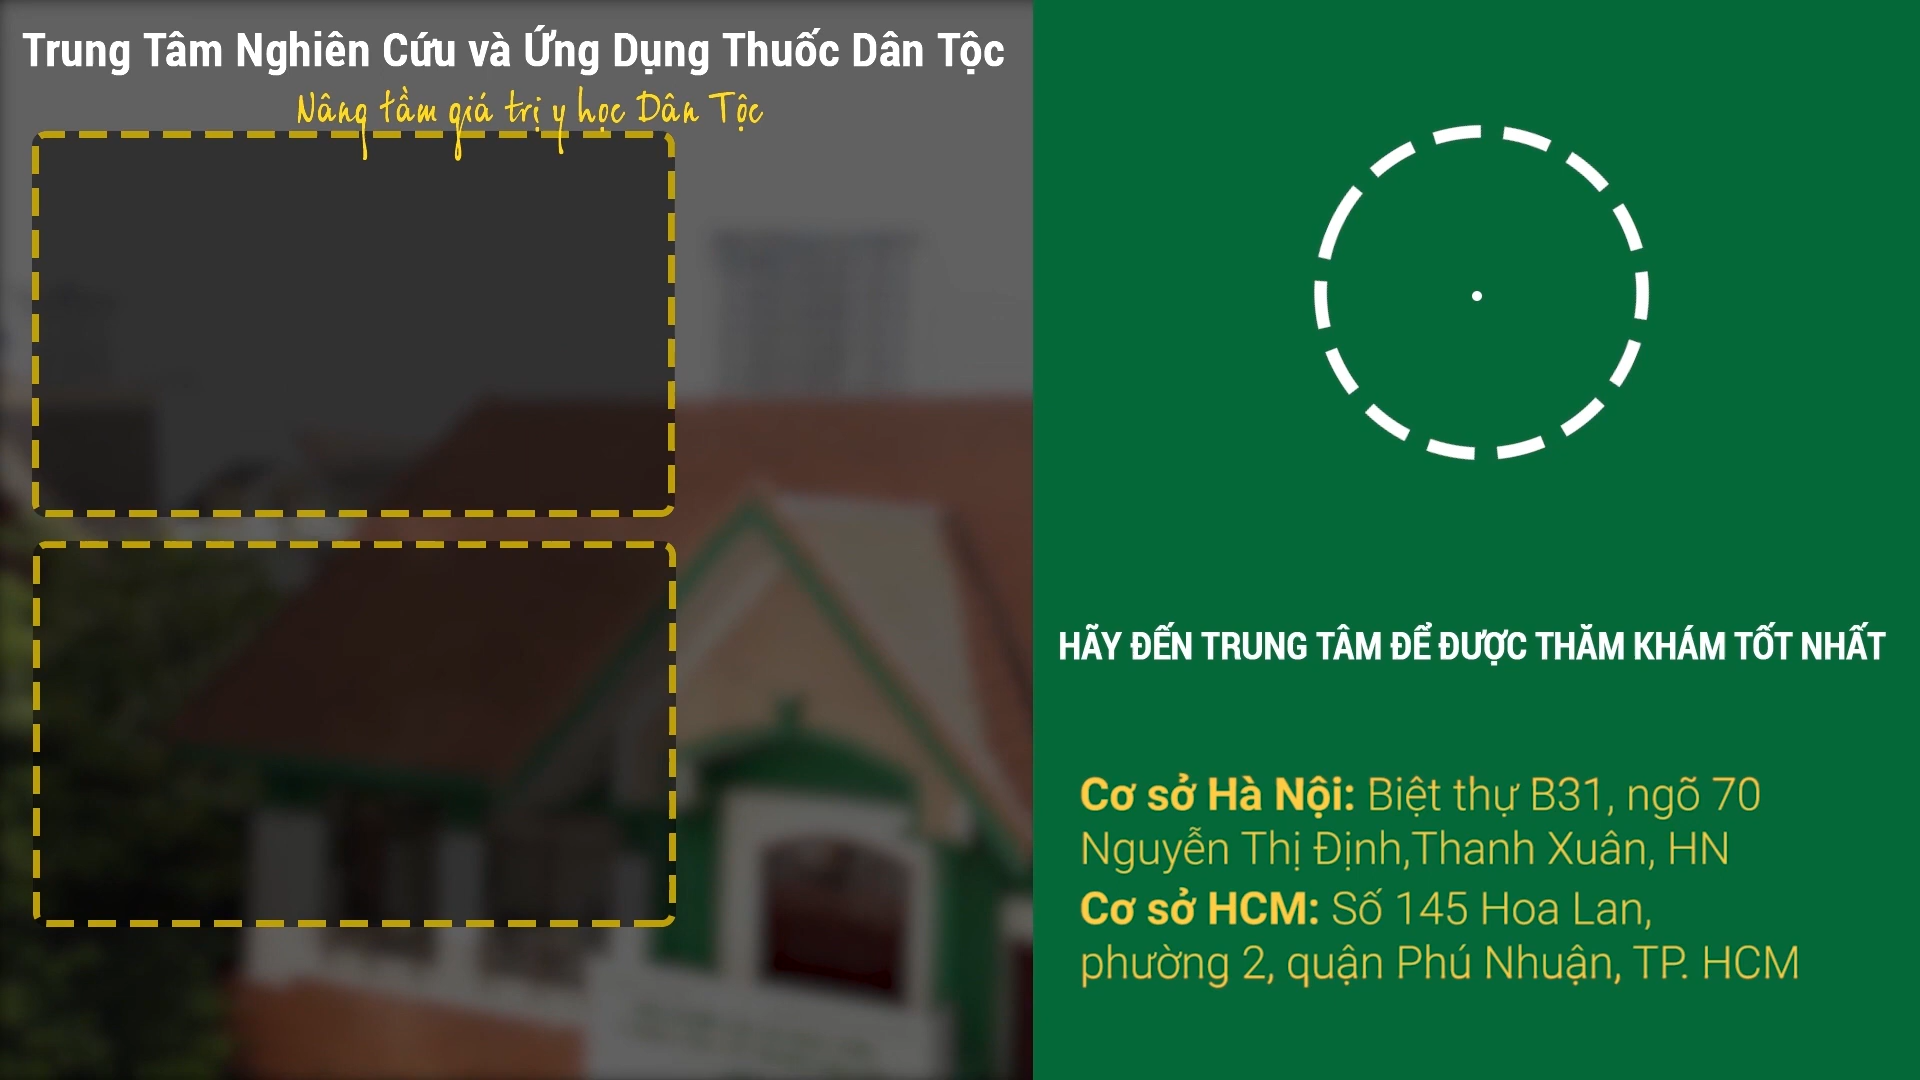 Trung Tâm Nghiên Cứu và Ứng Dụng Thuốc Dân Tộc
Nâng tầm giá trị y học Dân Tộc
HÃY ĐẾN TRUNG TÂM ĐỂ ĐƯỢC THĂM KHÁM TỐT NHẤT
Cơ sở Hà Nội: Biệt thự B31, ngõ 70
Nguyễn Thị Định,Thanh Xuân, HN
Cơ sở HCM: Số 145 Hoa Lan,
phường 2, quận Phú Nhuận, TP. HCM